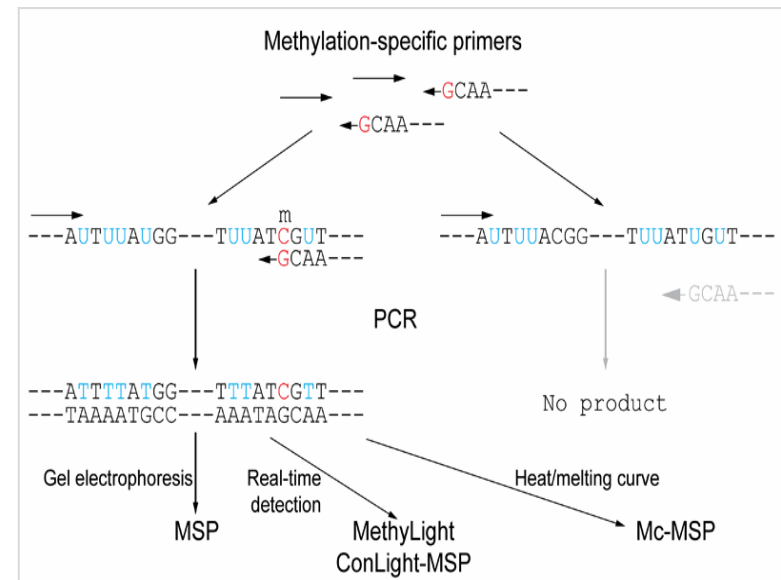 Methylation-specific primers
GCAA---
GCAA---
m
---AUTUUAUGG---TUUATCGUT---
GCAA
---AUTUUACGG---TUUATUGUT---
GCAA---
PCR
---ATTTTATGG---TTTATCGTT---
---TAAAATGCC---AAATAGCAA---
No product
Gel electrophoresis
Real-time
detection
Heat/melting curve
MSP
MethyLight
ConLight-MSP
Mc-MSP